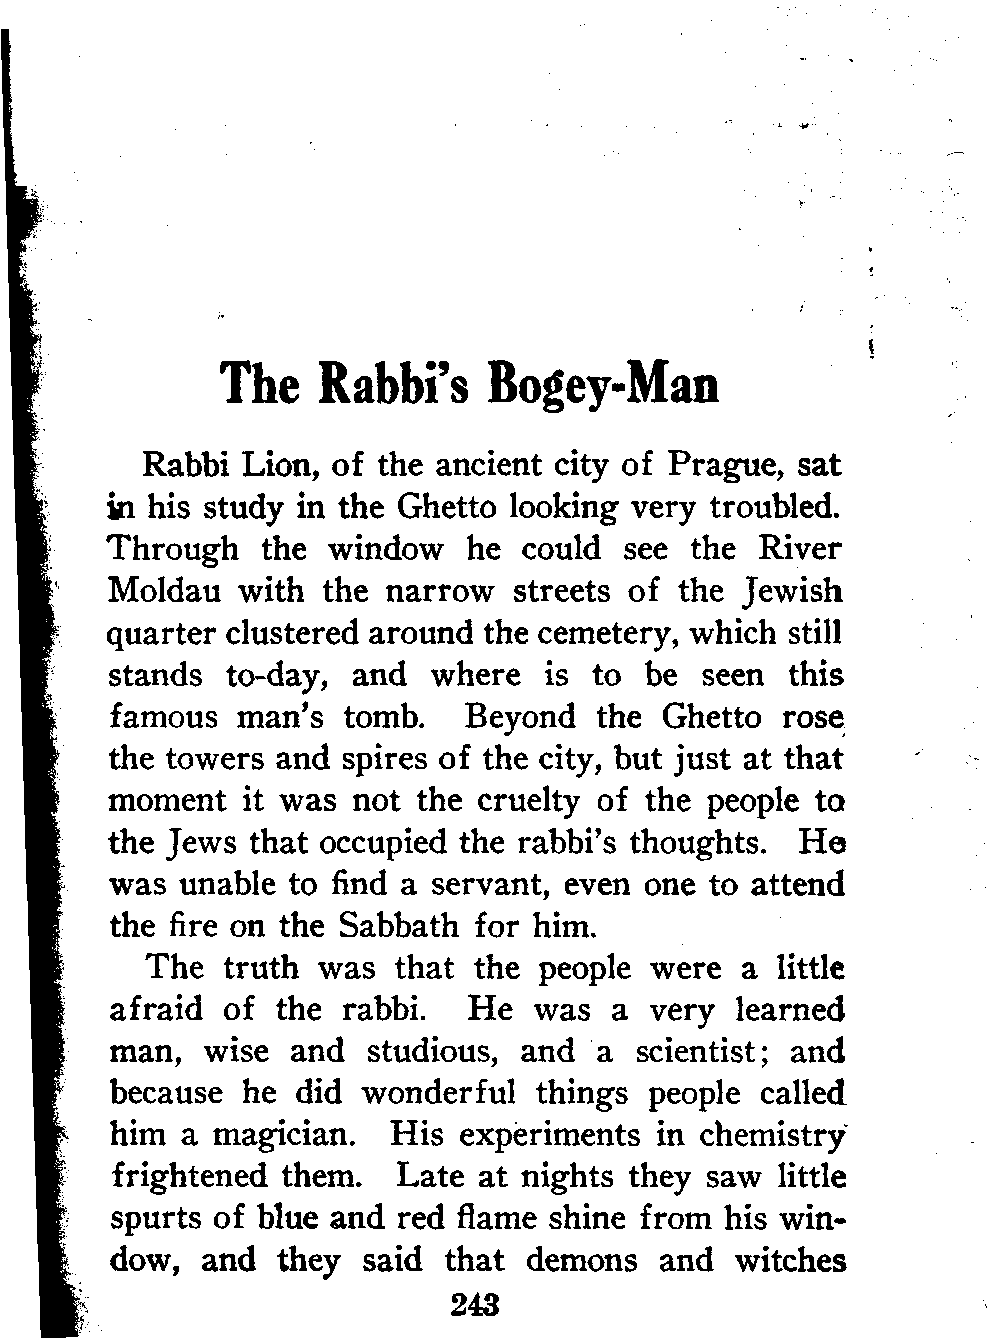 The Rabbi's Bogey-Man
Rabbi Lion, of the ancient city of Prague, sat
in his study in the Ghetto looking very troubled.
Through the window he could see the River
Moldau with the narrow streets of the Jewish
quarter clustered around the cemetery, which still
stands to-day, and where is to be seen this
famous man's tomb. Beyond the Ghetto rose
the towers and spires of the city, but just at that
moment it was not the cruelty of the people to
the Jews that occupied the rabbi's thoughts. He
was unable to find a servant, even one to attend
the fire on the Sabbath for him.
The truth was that the people were a little
afraid of the rabbi. He was a very learned
man, wise and studious, and a scientist; and
because he did wonderful things people called
him a magician. His experiments in chemistry
frightened them. Late at nights they saw little
spurts of blue and red flame shine from his win-
dow, and they said that demons and witches
243